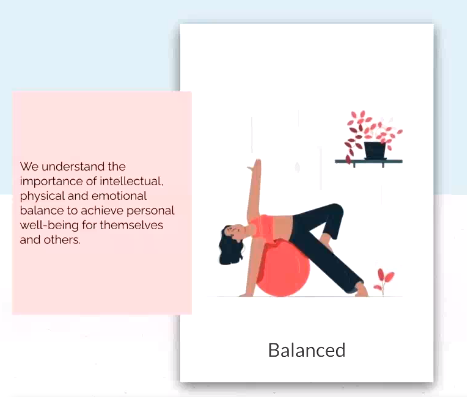 We understand the
importance of intellectual,
physical and emotional
balance to achieve personal
well-being for themselves
and others.
Balanced